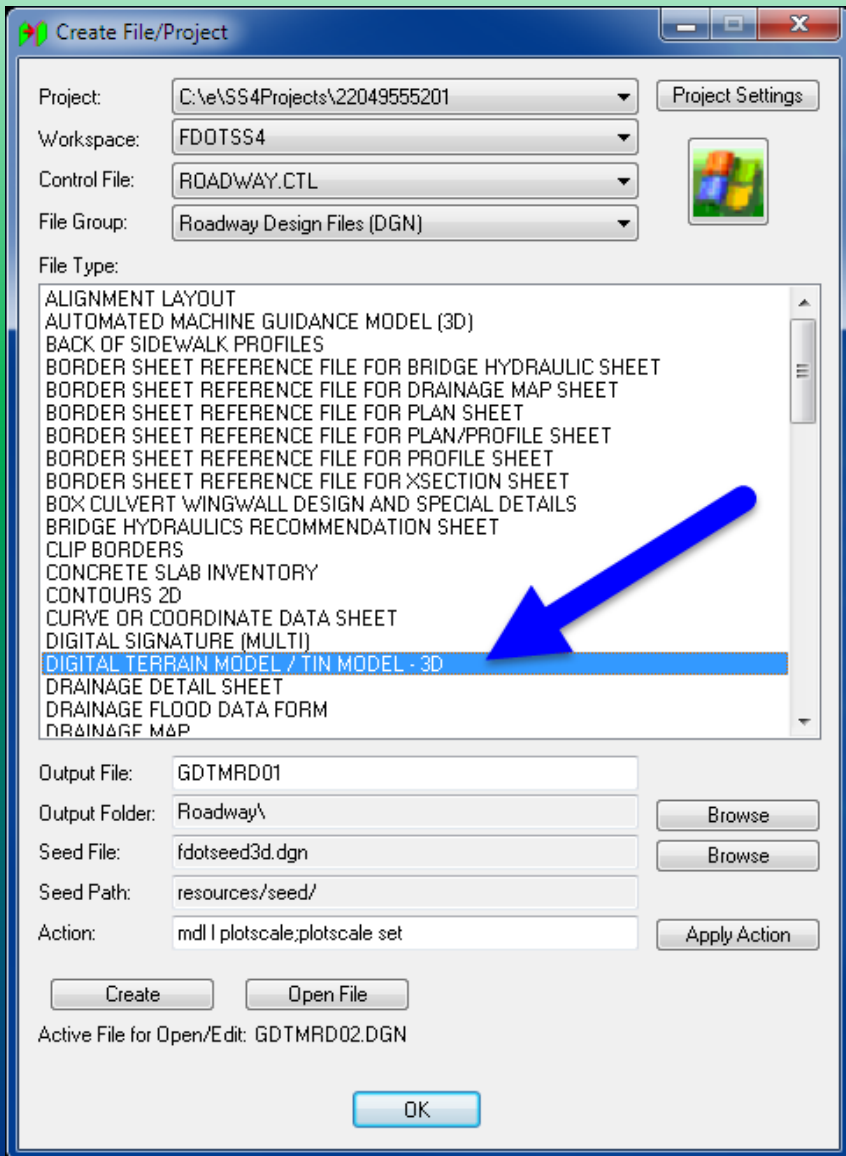 Create File/Project
Project: C:\e\SS4Projects\22049555201 Project Settings
Workspace: FDOTSS4
Control File: ROADWAY.CTL
File Group: Roadway Design Files (DGN)
File Type:
ALIGNMENT LAYOUT
AUTOMATED MACHINE GUIDANCE MODEL (3D)
BACK OF SIDEWALK PROFILES
BORDER SHEET REFERENCE FILE FOR BRIDGE HYDRAULIC SHEET
BORDER SHEET REFERENCE FILE FOR DRAINAGE MAP SHEET
BORDER SHEET REFERENCE FILE FOR PLAN SHEET
BORDER SHEET REFERENCE FILE FOR PLAN/PROFILE SHEET
BORDER SHEET REFERENCE FILE FOR PROFILE SHEET
BORDER SHEET REFERENCE FILE FOR XSECTION SHEET
BOX CULVERT WINGWALL DESIGN AND SPECIAL DETAILS
BRIDGE HYDRAULICS RECOMMENDATION SHEET
CLIP BORDERS
CONCRETE SLAB INVENTORY
CONTOURS 2D
CURVE OR COORDINATE DATA SHEET
DIGITAL SIGNATURE (MULTI)
DIGITAL TERRAIN MODEL / TIN MODEL - 3D
DRAINAGE DETAIL SHEET
DRAINAGE FLOOD DATA FORM
DRAINAGE MAP
Output File: GDTMRD01
Output Folder: Roadway\ Browse
Seed File: fdotseed3d.dgn Browse
Seed Path: resources/seed/
Action: mdl l plotscale;plotscale set Apply Action
Create Open File
Active File for Open/Edit: GDTMRD02.DGN
OK